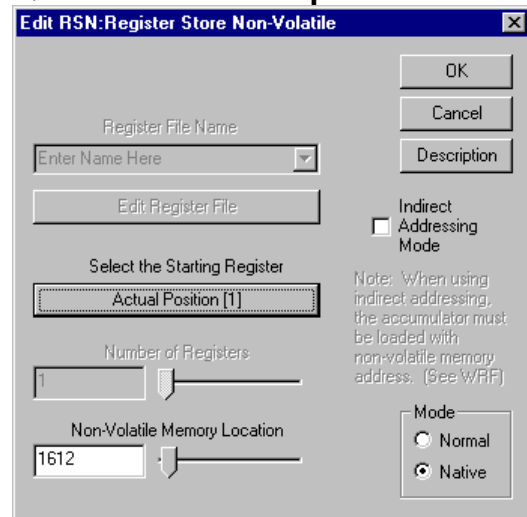 Edit RSN:Register Store Non-Volatile
OK
Cancel
Description
Register File Name
Enter Name Here
Edit Register File
Indirect
Addressing
Mode
Select the Starting Register
Actual Position [1]
Note: When using
indirect addressing,
the accumulator must
be loaded with
non-volatile memory
address. (See WRF)
Number of Registers
1
Non-Volatile Memory Location
1612
Mode
Normal
Native